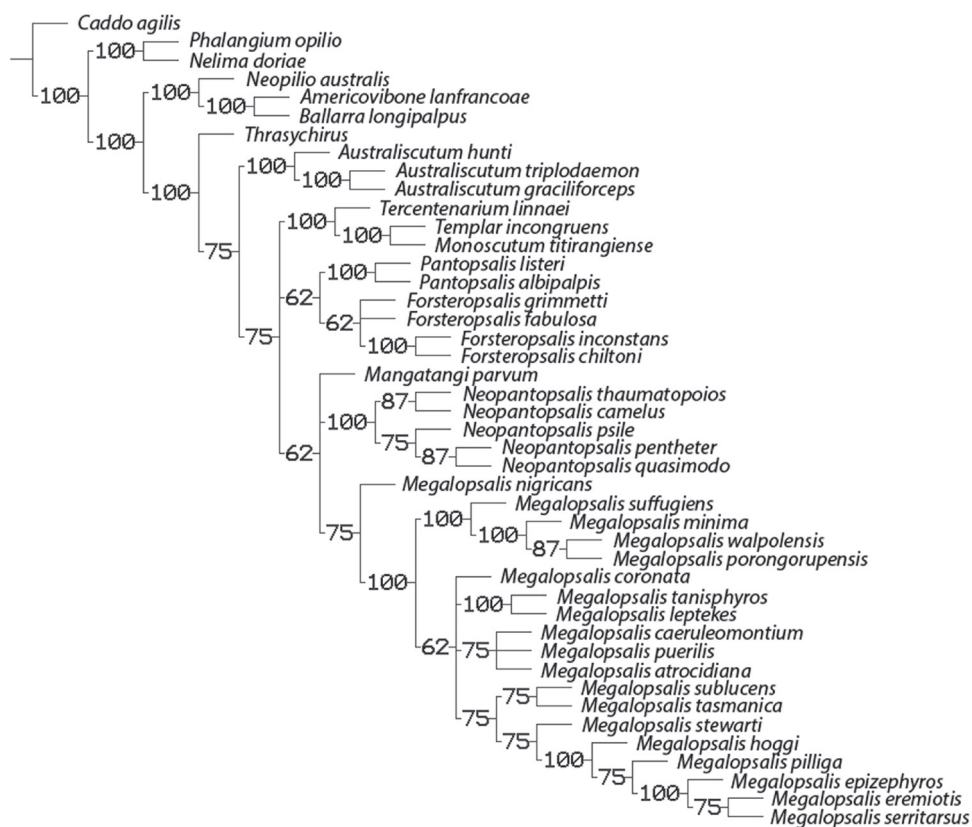 Caddo agilis
100 Phalangium opilio
Nelima doriae
100
100 Neopilio australis
100 Americovibone lanfrancoae
Ballarra longipalpus
100
Thrasychirus
100 Australiscutum hunti
100 Australiscutum triplodaemon
Australiscutum graciliforceps
100
100 Tercentenarium linnaei
100 Templar incongruens
Monoscutum titirangiense
75
100 Pantopsalis listeri
Pantopsalis albipalpis
62
Forsteropsalis grimmetti
62 Forsteropsalis fabulosa
100 Forsteropsalis inconstans
Forsteropsalis chiltoni
75
Mangatangi parvum
87 Neopantopsalis thaumatopoios
Neopantopsalis camelus
100
75 Neopantopsalis psile
87 Neopantopsalis pentheter
Neopantopsalis quasimodo
62
Megalopsalis nigricans
100 Megalopsalis suffugiens
100 Megalopsalis minima
87 Megalopsalis walpolensis
Megalopsalis porongorupensis
75
100 Megalopsalis coronata
100 Megalopsalis tanisphyros
Megalopsalis leptekes
62
Megalopsalis caeruleomontium
75 Megalopsalis puerilis
Megalopsalis atrocidiana
75 Megalopsalis sublucens
Megalopsalis tasmanica
75
75 Megalopsalis stewarti
100 Megalopsalis hoggi
75 Megalopsalis pilliga
100 Megalopsalis epizephyros
75 Megalopsalis eremiotis
Megalopsalis serritarsus